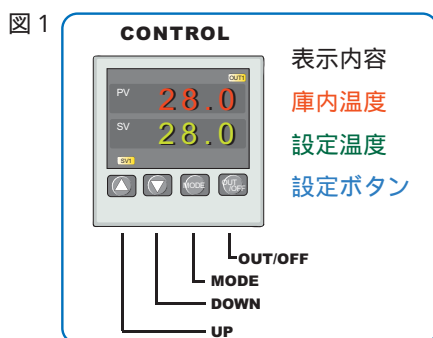 図1
CONTROL
表示内容
庫内温度
設定温度
設定ボタン
OUT1
PV 28.0
SV 28.0
SV1
MODE OUT/OFF
OUT/OFF
MODE
DOWN
UP